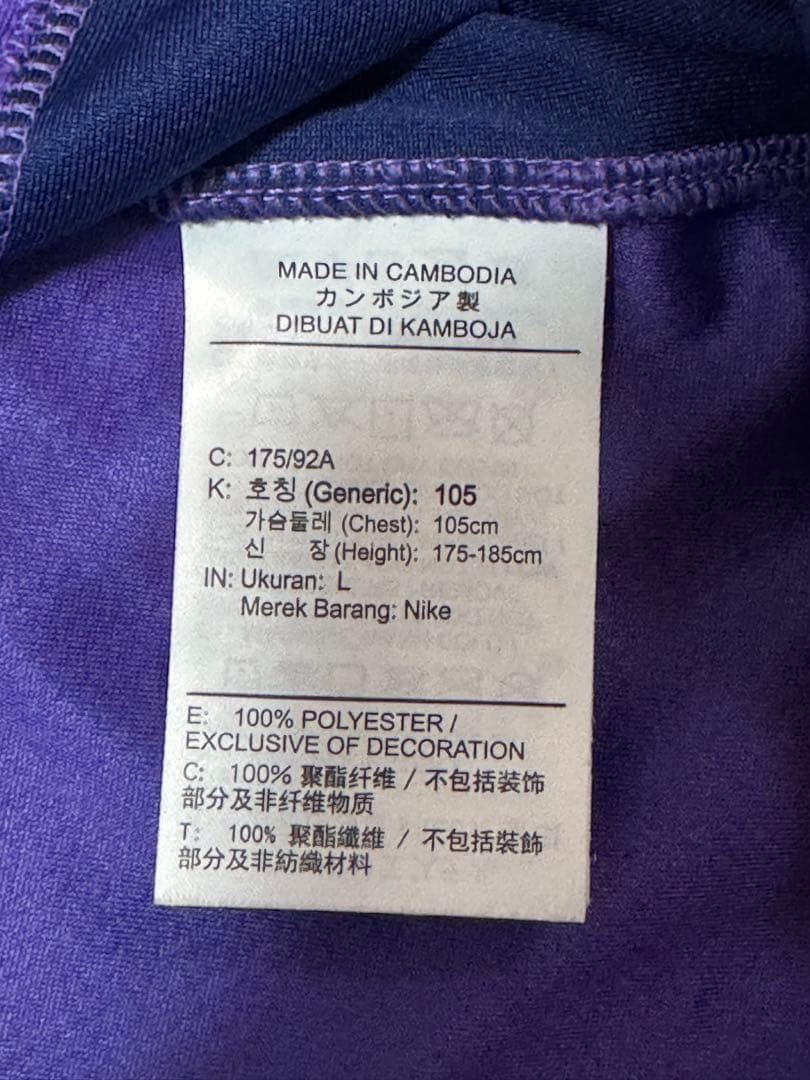 MADE IN CAMBODIA
カンボジア製
DIBUAT DI KAMBOJA
C: 175/92A
K: 호칭 (Generic): 105
가슴둘레 (Chest): 105cm
신 장 (Height): 175-185cm
IN: Ukuran: L
Merek Barang: Nike
E: 100% POLYESTER /
EXCLUSIVE OF DECORATION
C: 100% 聚酯纤维 / 不包括装饰
部分及非纤维物质
T: 100% 聚酯纖維 / 不包括裝飾
部分及非紡織材料